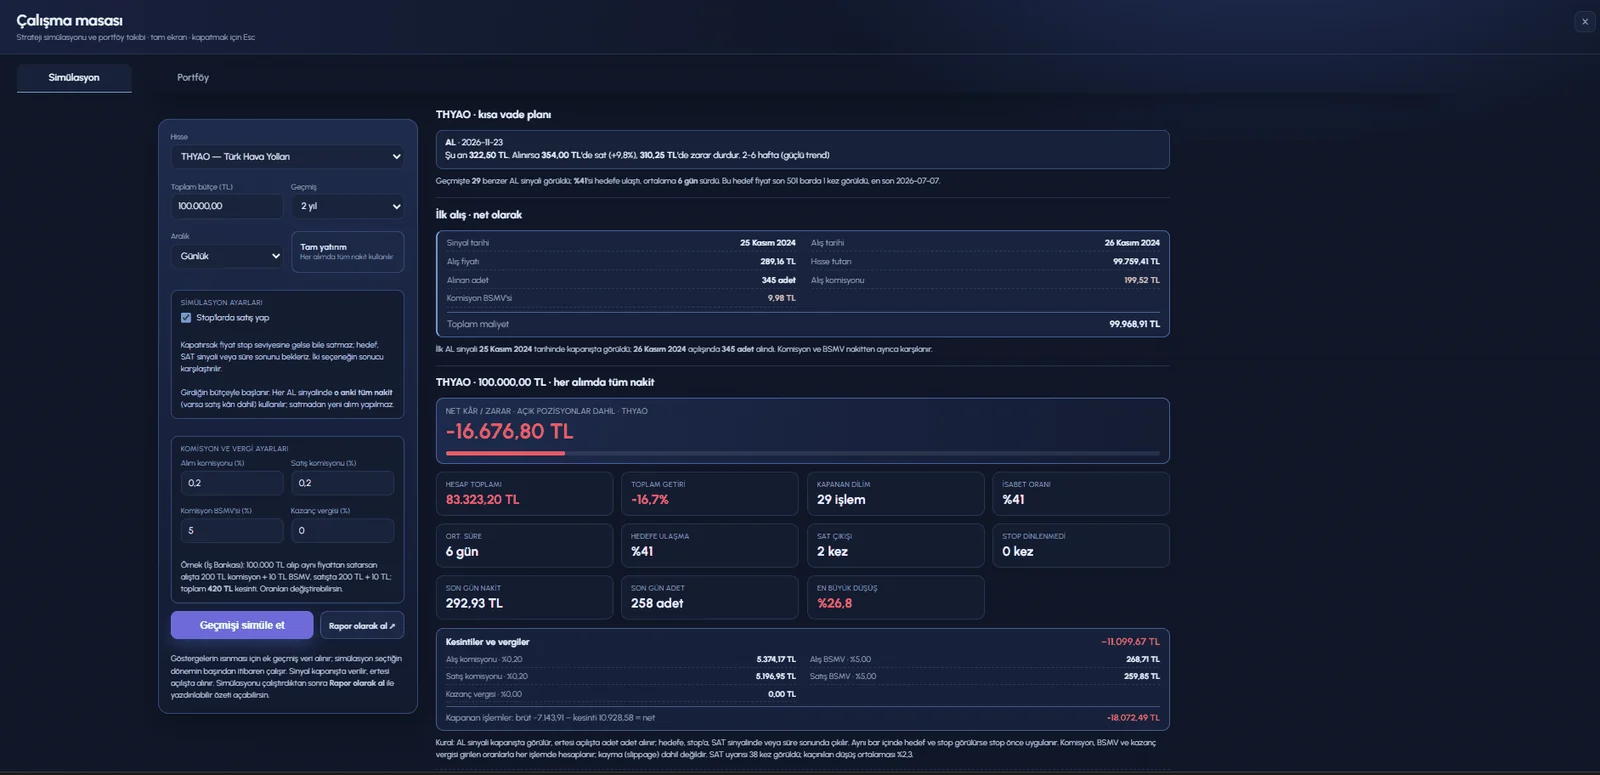 Çalışma masası
Strateji simülasyonu ve portföy takibi · tam ekran · kapatmak için Esc
×
Simülasyon
Portföy
Hisse
THYAO — Türk Hava Yolları
Toplam bütçe (TL)
Geçmiş
100.000,00
2 yıl
Aralık
Günlük
Tam yatırım
Her alımda tüm nakit kullanılır
SİMÜLASYON AYARLARI
Stop'larda satış yap
Kapatırsak fiyat stop seviyesine gelse bile satmaz; hedef,
SAT sinyali veya süre sonunu bekleriz. İki seçeneğin sonucu
karşılaştırılır.
Girdiğin bütçeyle başlanır. Her AL sinyalinde o anki tüm nakit
(varsa satış kârı dahil) kullanılır; satmadan yeni alım yapılmaz.
KOMİSYON VE VERGİ AYARLARI
Alım komisyonu (%)
Satış komisyonu (%)
0,2
0,2
Komisyon BSMV'si (%)
Kazanç vergisi (%)
5
0
Örnek (İş Bankası): 100.000 TL alıp aynı fiyattan satarsan
alışta 200 TL komisyon + 10 TL BSMV, satışta 200 TL + 10 TL;
toplam 420 TL kesinti. Oranları değiştirebilirsin.
Geçmişi simüle et
Rapor olarak al ↗
Göstergelerin ısınması için ek geçmiş veri alınır; simülasyon seçtiğin
dönemin başından itibaren çalışır. Sinyal kapanışta verilir, ertesi
açılışta alınır. Simülasyonu çalıştırdıktan sonra Rapor olarak al ile
yazdırılabilir özeti açabilirsin.
THYAO · kısa vade planı
AL · 2026-11-23
Şu an 322,50 TL. Alınırsa 354,00 TL'de sat (+9,8%), 310,25 TL'de zarar durdur. 2-6 hafta (güçlü trend)
Geçmişte 29 benzer AL sinyali görüldü; %41'si hedefe ulaştı, ortalama 6 gün sürdü. Bu hedef fiyat son 501 barda 1 kez görüldü, en son 2026-07-07.
İlk alış · net olarak
Sinyal tarihi 25 Kasım 2024 Alış tarihi 26 Kasım 2024
Alış fiyatı 289,16 TL Hisse tutarı 99.759,41 TL
Alınan adet 345 adet Alış komisyonu 199,52 TL
Komisyon BSMV'si 9,98 TL
Toplam maliyet 99.968,91 TL
İlk AL sinyali 25 Kasım 2024 tarihinde kapanışta görüldü; 26 Kasım 2024 açılışında 345 adet alındı. Komisyon ve BSMV nakitten ayrıca karşılanır.
THYAO · 100.000,00 TL · her alımda tüm nakit
NET KÂR / ZARAR · AÇIK POZİSYONLAR DAHİL · THYAO
-16.676,80 TL
HESAP TOPLAMI
83.323,20 TL
TOPLAM GETİRİ
-16,7%
KAPANAN DİLİM
29 işlem
İSABET ORANI
%41
ORT. SÜRE
6 gün
HEDEFE ULAŞMA
%41
SAT ÇIKIŞI
2 kez
STOP DİNLENMEDİ
0 kez
SON GÜN NAKİT
292,93 TL
SON GÜN ADET
258 adet
EN BÜYÜK DÜŞÜŞ
%26,8
Kesintiler ve vergiler −11.099,67 TL
Alış komisyonu · %0,20 5.374,17 TL Alış BSMV · %5,00 268,71 TL
Satış komisyonu · %0,20 5.196,95 TL Satış BSMV · %5,00 259,85 TL
Kazanç vergisi · %0,00 0,00 TL
Kapanan işlemler: brüt -7.143,91 − kesinti 10.928,58 = net -18.072,49 TL
Kural: AL sinyali kapanışta görülür, ertesi açılışta adet adet alınır; hedefe, stop'a, SAT sinyalinde veya süre sonunda çıkılır. Aynı bar içinde hedef ve stop görülürse stop önce uygulanır. Komisyon, BSMV ve kazanç
vergisi girilen oranlarla her işlemde hesaplanır; kayma (slippage) dahil değildir. SAT uyarısı 38 kez görüldü; kaçınılan düşüş ortalaması %2,3.